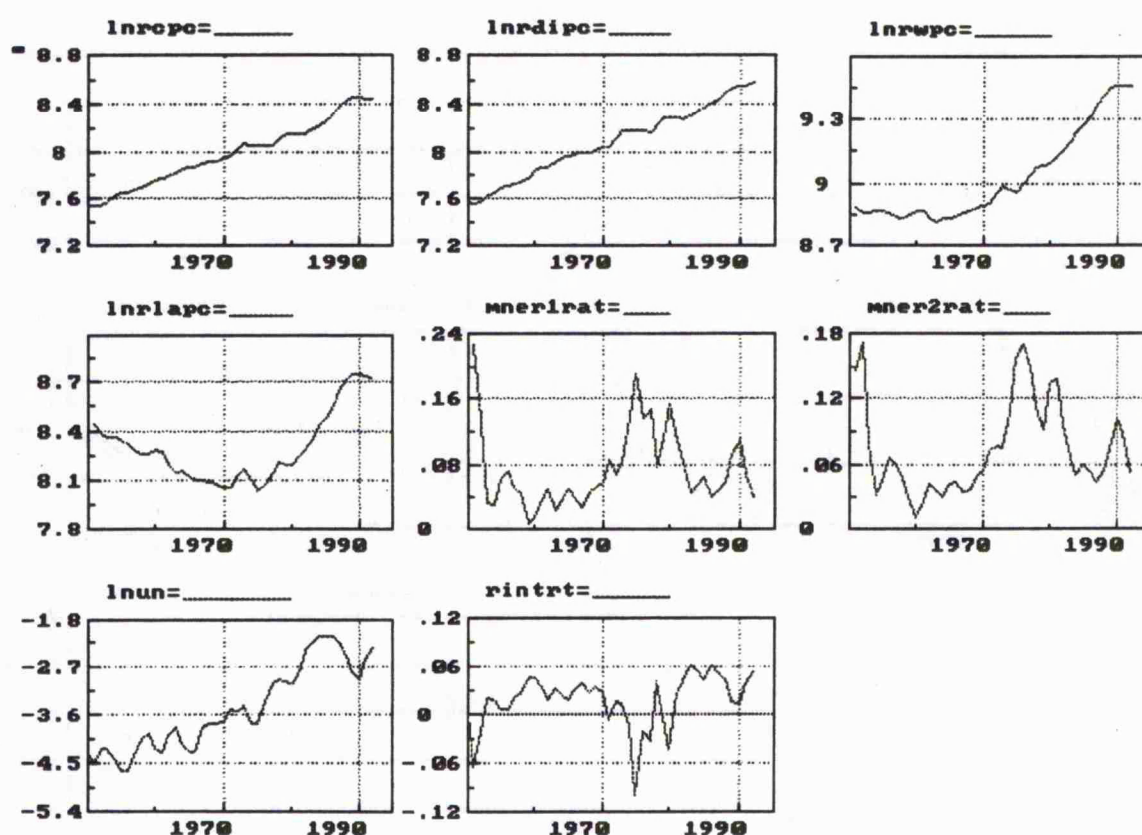 lnrcpc= lnrdipc= lnrwpc=
8.8 8.8
8.4 8.4 9.3
8 8 9
7.6 7.6
7.2 7.2 8.7
1970 1990 1970 1990 1970 1990
lnrlapc= mner1rat= mner2rat=
.24 .18
8.7 .16 .12
8.4
8.1 .08 .06
7.8 0 0
1970 1990 1970 1990 1970 1990
lnun= rintrt=
-1.8 .12
-2.7 .06
-3.6 0
-4.5 -.06
-5.4 -.12
1970 1990 1970 1990